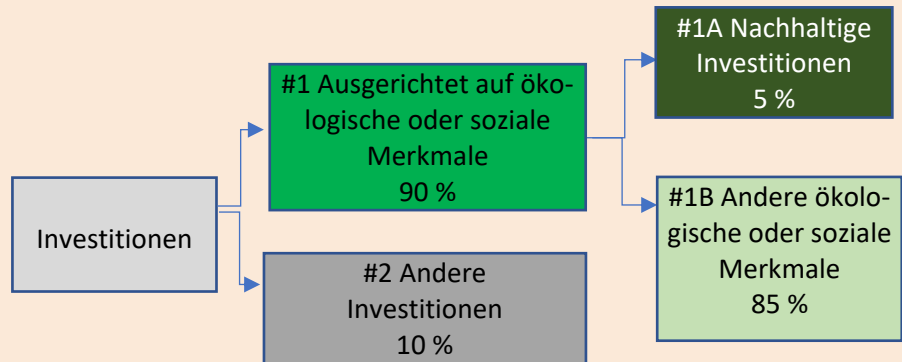 Investitionen
#1 Ausgerichtet auf öko-
logische oder soziale
Merkmale
90 %
#2 Andere
Investitionen
10 %
#1A Nachhaltige
Investitionen
5 %
#1B Andere ökolo-
gische oder soziale
Merkmale
85 %